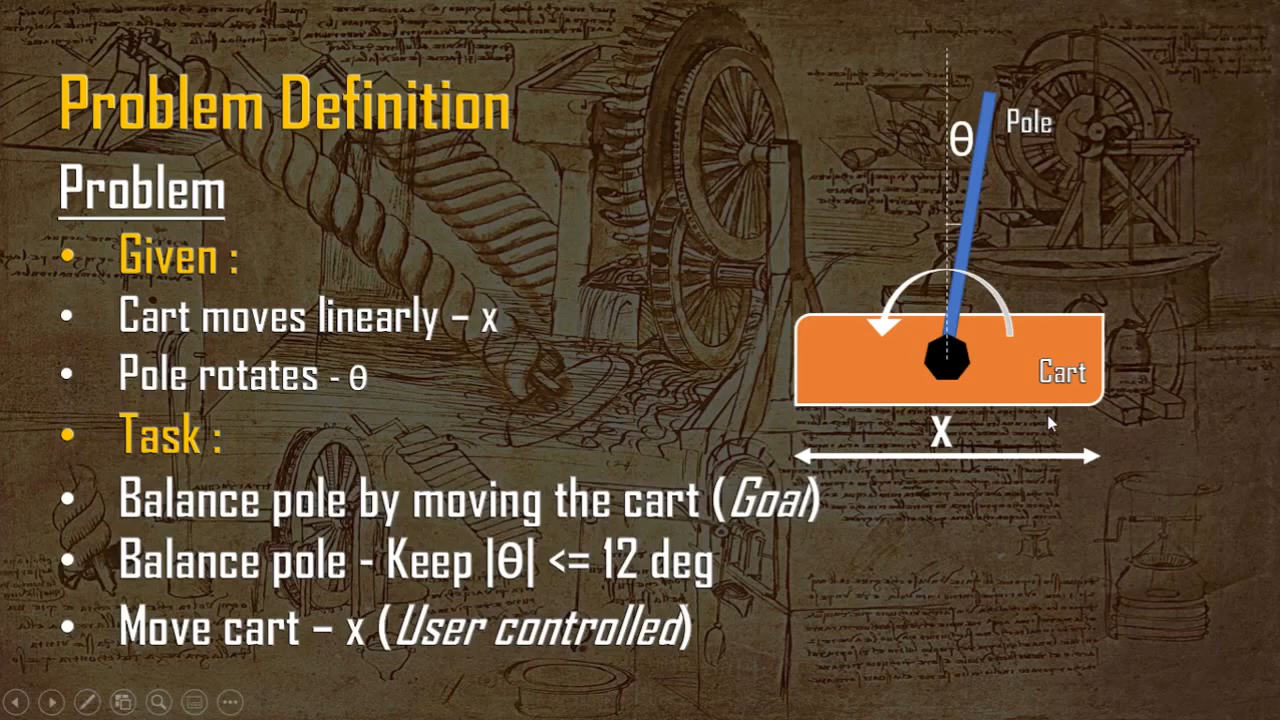 Problem Definition
Problem
• Given :
• Cart moves linearly – x
• Pole rotates - θ
• Task :
• Balance pole by moving the cart (Goal)
• Balance pole - Keep |θ| <= 12 deg
• Move cart – x (User controlled)
θ
Pole
Cart
x